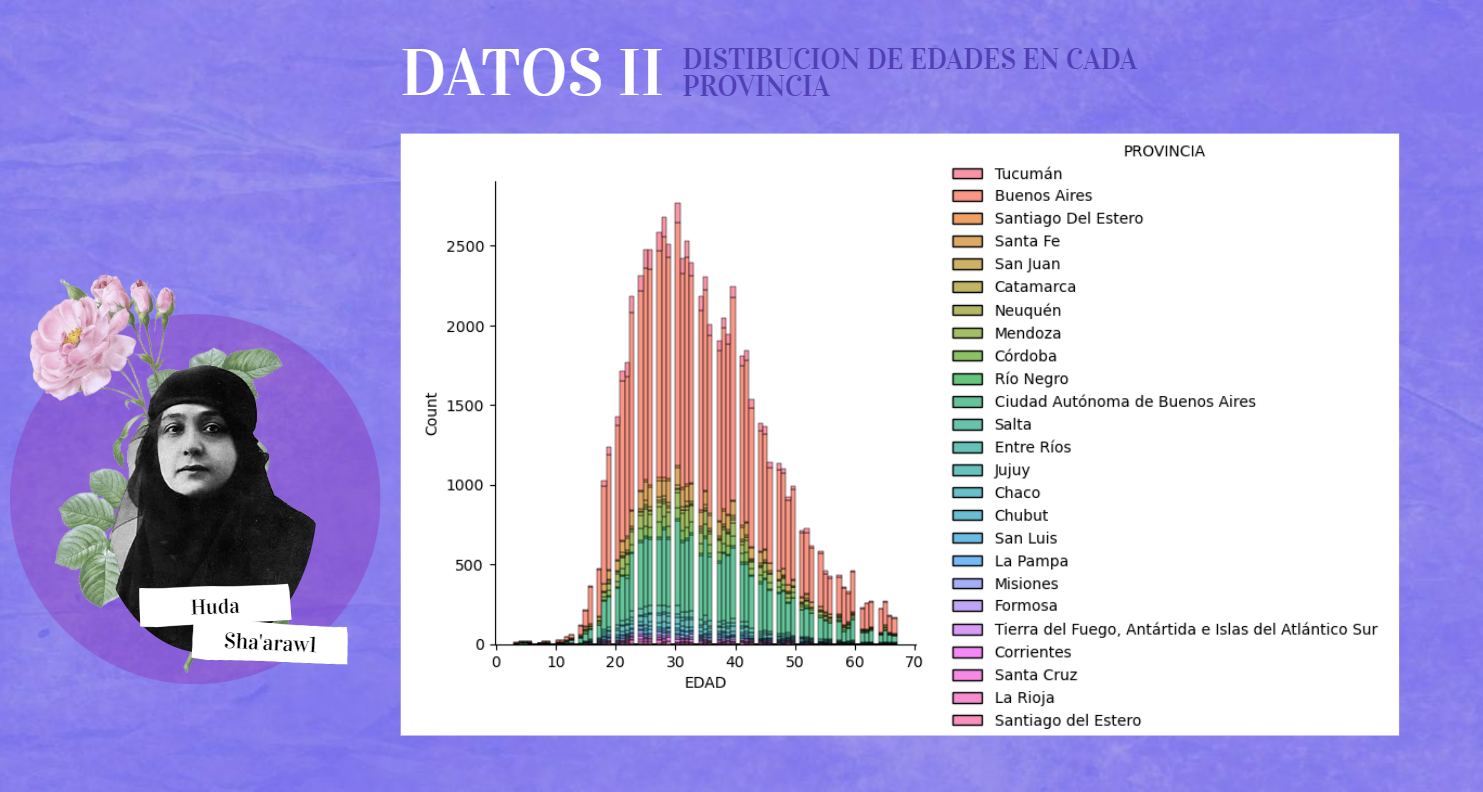 DATOS II
DISTIBUCION DE EDADES EN CADA
PROVINCIA
PROVINCIA
Tucumán
Buenos Aires
Santiago Del Estero
Santa Fe
San Juan
Catamarca
Neuquén
Mendoza
Córdoba
Río Negro
Ciudad Autónoma de Buenos Aires
Salta
Entre Ríos
Jujuy
Chaco
Chubut
San Luis
La Pampa
Misiones
Formosa
Tierra del Fuego, Antártida e Islas del Atlántico Sur
Corrientes
Santa Cruz
La Rioja
Santiago del Estero
Count
2500
2000
1500
1000
500
0
0 10 20 30 40 50 60 70
EDAD
Huda
Sha'arawl